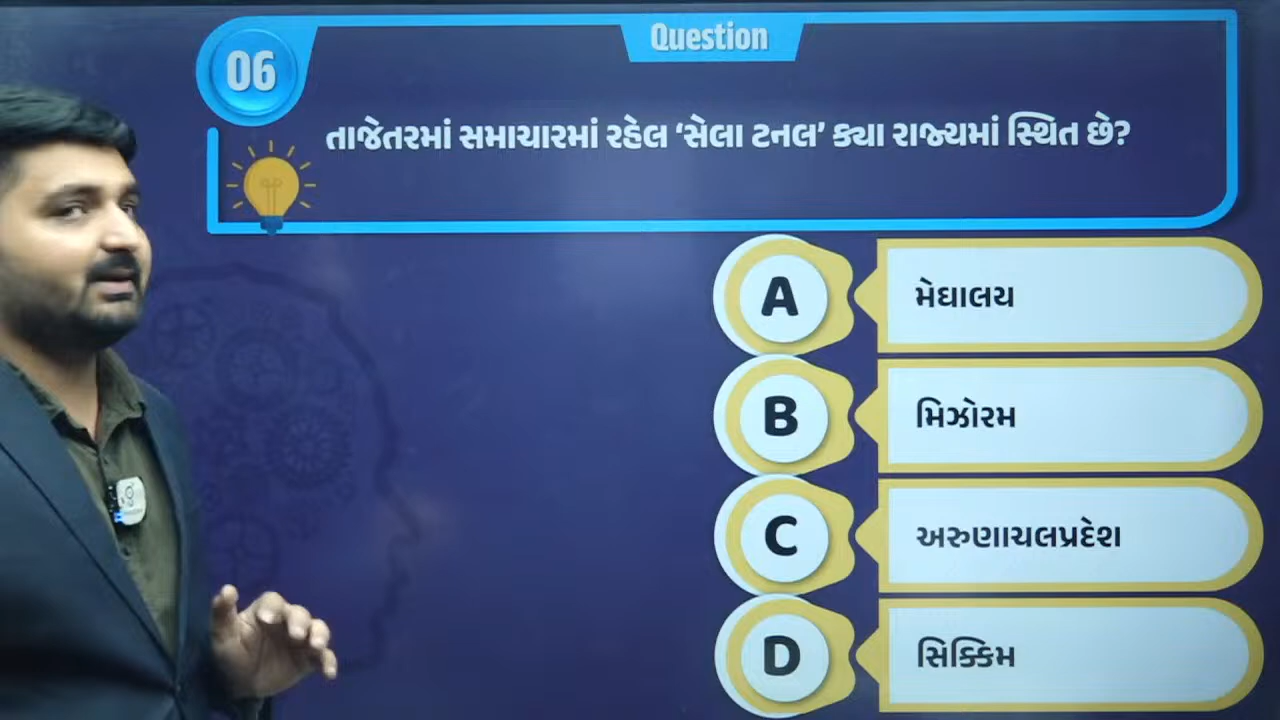 Question
06
તાજેતરમાં સમાચારમાં રહેલ ‘સેલા ટનલ’ ક્યા રાજ્યમાં સ્થિત છે?
A
મેઘાલય
B
મિઝોરમ
C
અરુણાચલપ્રદેશ
D
સિક્કિમ